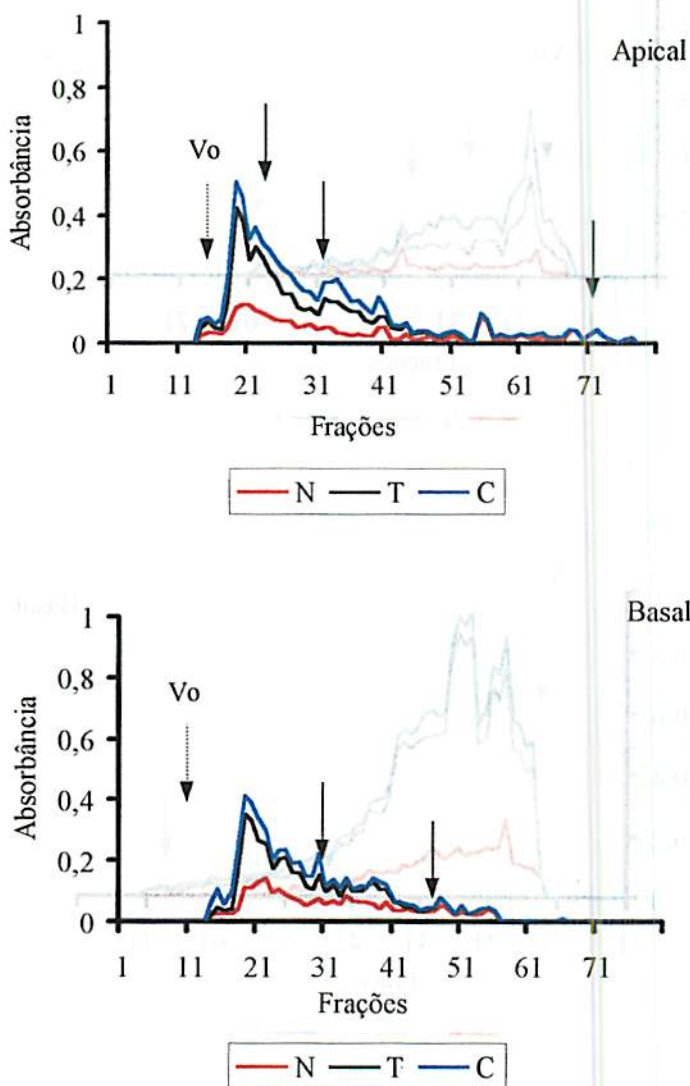 Apical
Absorbância
1
0,8
0,6
0,4
0,2
0
Vo
1 11 21 31 41 51 61 71
Frações
N T C
Basal
Absorbância
1
0,8
0,6
0,4
0,2
0
Vo
1 11 21 31 41 51 61 71
Frações
N T C